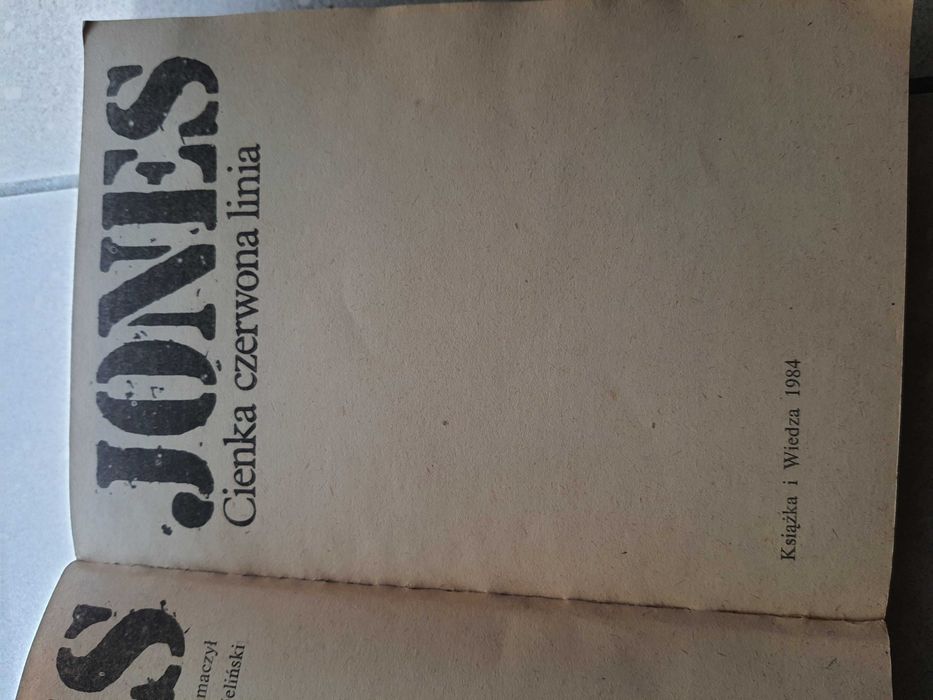 S
maczył
eliński
JONES
Cienka czerwona linia
Książka i Wiedza 1984